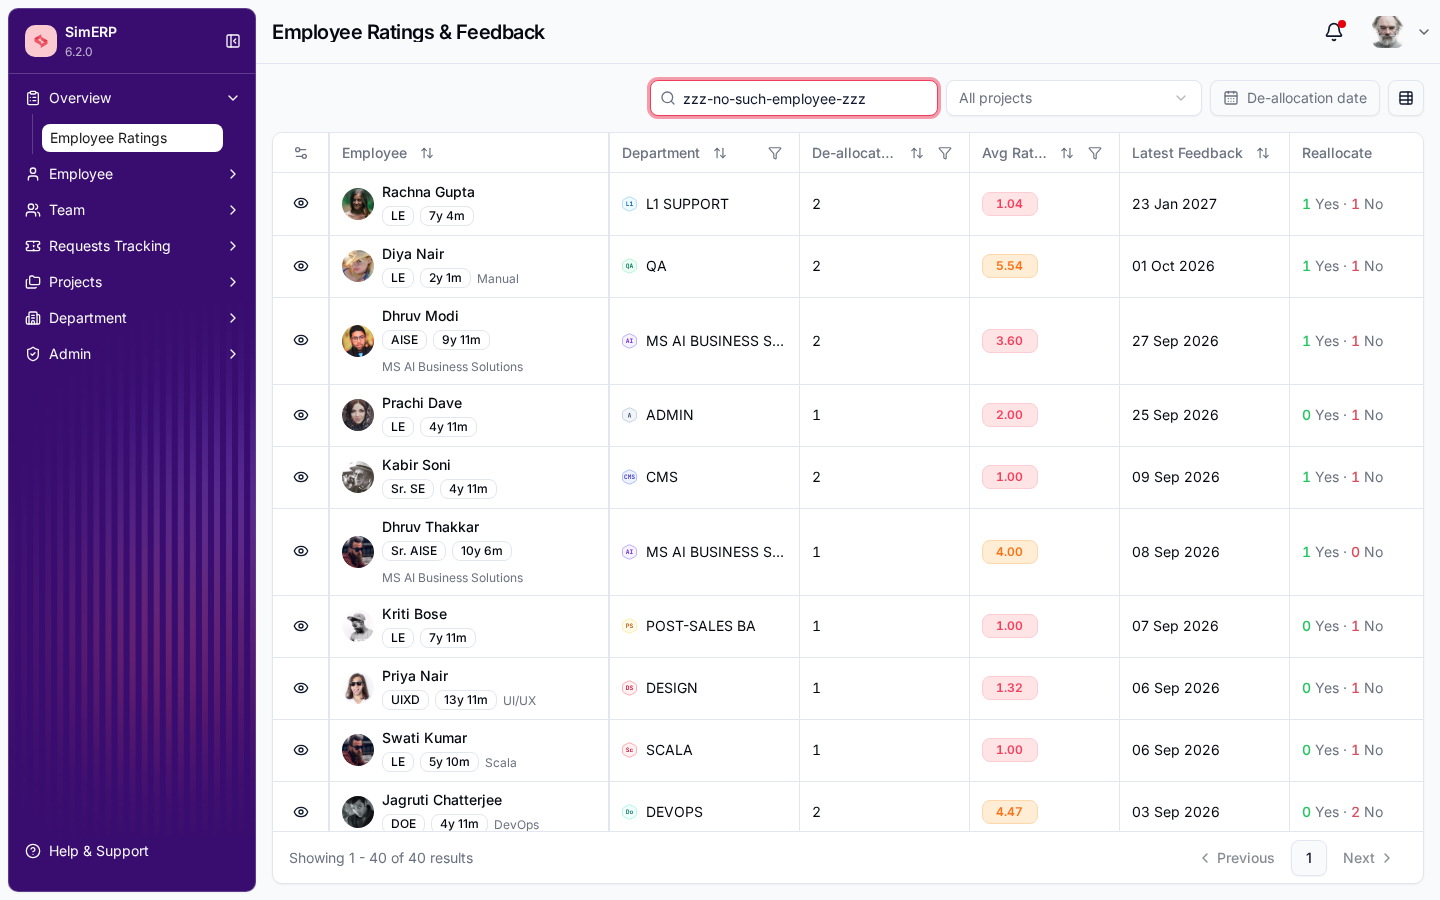 SimERP
6.2.0
Overview
Employee Ratings
Employee
Team
Requests Tracking
Projects
Department
Admin
Help & Support
Employee Ratings & Feedback
zzz-no-such-employee-zzz
All projects
De-allocation date
Employee Department De-allocat... Avg Rat... Latest Feedback Reallocate
Rachna Gupta
LE 7y 4m
L1 L1 SUPPORT 2 1.04 23 Jan 2027 1 Yes · 1 No
Diya Nair
LE 2y 1m Manual
QA QA 2 5.54 01 Oct 2026 1 Yes · 1 No
Dhruv Modi
AISE 9y 11m
MS AI Business Solutions
AI MS AI BUSINESS S... 2 3.60 27 Sep 2026 1 Yes · 1 No
Prachi Dave
LE 4y 11m
A ADMIN 1 2.00 25 Sep 2026 0 Yes · 1 No
Kabir Soni
Sr. SE 4y 11m
CMS CMS 2 1.00 09 Sep 2026 1 Yes · 1 No
Dhruv Thakkar
Sr. AISE 10y 6m
MS AI Business Solutions
AI MS AI BUSINESS S... 1 4.00 08 Sep 2026 1 Yes · 0 No
Kriti Bose
LE 7y 11m
PS POST-SALES BA 1 1.00 07 Sep 2026 0 Yes · 1 No
Priya Nair
UIXD 13y 11m UI/UX
DS DESIGN 1 1.32 06 Sep 2026 0 Yes · 1 No
Swati Kumar
LE 5y 10m Scala
Sc SCALA 1 1.00 06 Sep 2026 0 Yes · 1 No
Jagruti Chatterjee
DOE 4y 11m DevOps
Do DEVOPS 2 4.47 03 Sep 2026 0 Yes · 2 No
Showing 1 - 40 of 40 results
Previous 1 Next